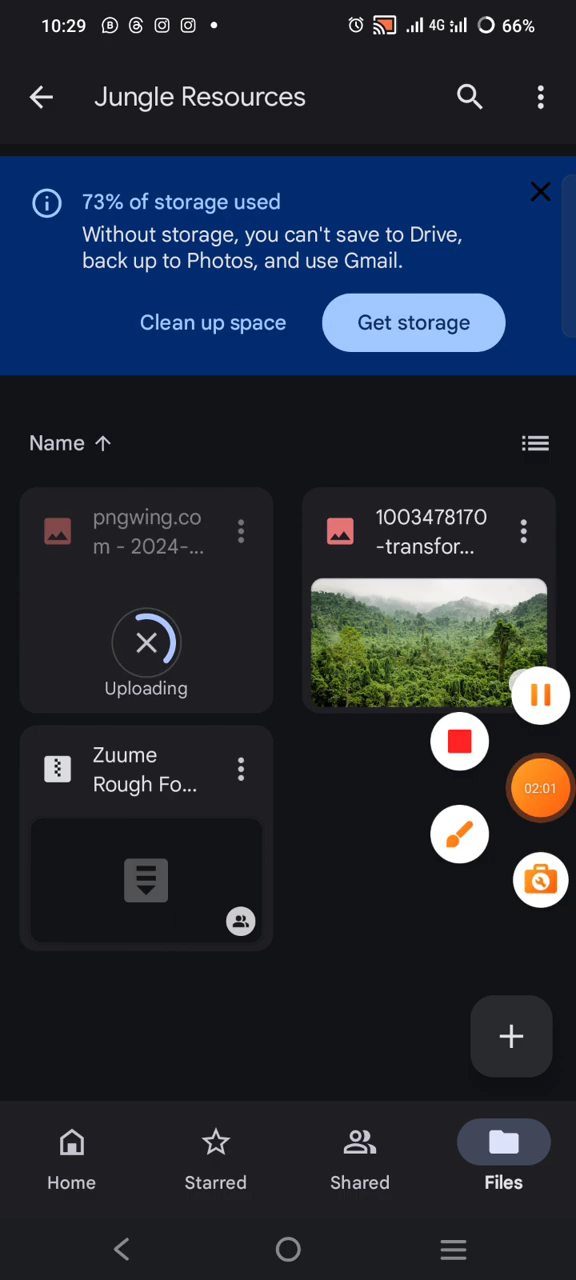 10:29
4G
66%
Jungle Resources
73% of storage used
Without storage, you can't save to Drive,
back up to Photos, and use Gmail.
Clean up space
Get storage
Name
pngwing.co
m - 2024-...
Uploading
1003478170
-transfor...
Zuume
Rough Fo...
02:01
Home
Starred
Shared
Files